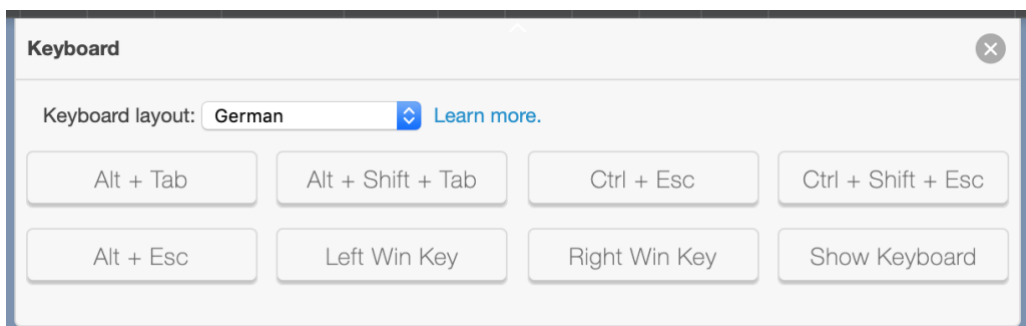 Keyboard
Keyboard layout: German Learn more.
Alt + Tab Alt + Shift + Tab Ctrl + Esc Ctrl + Shift + Esc
Alt + Esc Left Win Key Right Win Key Show Keyboard